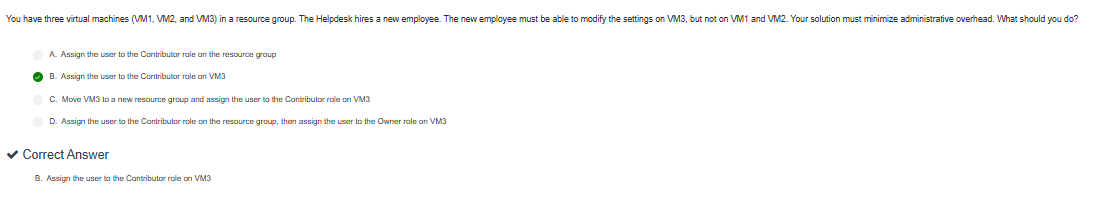 You have three virtual machines (VM1, VM2, and VM3) in a resource group. The Helpdesk hires a new employee. The new employee must be able to modify the settings on VM3, but not on VM1 and VM2. Your solution must minimize administrative overhead. What should you do?
A. Assign the user to the Contributor role on the resource group
B. Assign the user to the Contributor role on VM3
C. Move VM3 to a new resource group and assign the user to the Contributor role on VM3
D. Assign the user to the Contributor role on the resource group, then assign the user to the Owner role on VM3
Correct Answer
B. Assign the user to the Contributor role on VM3